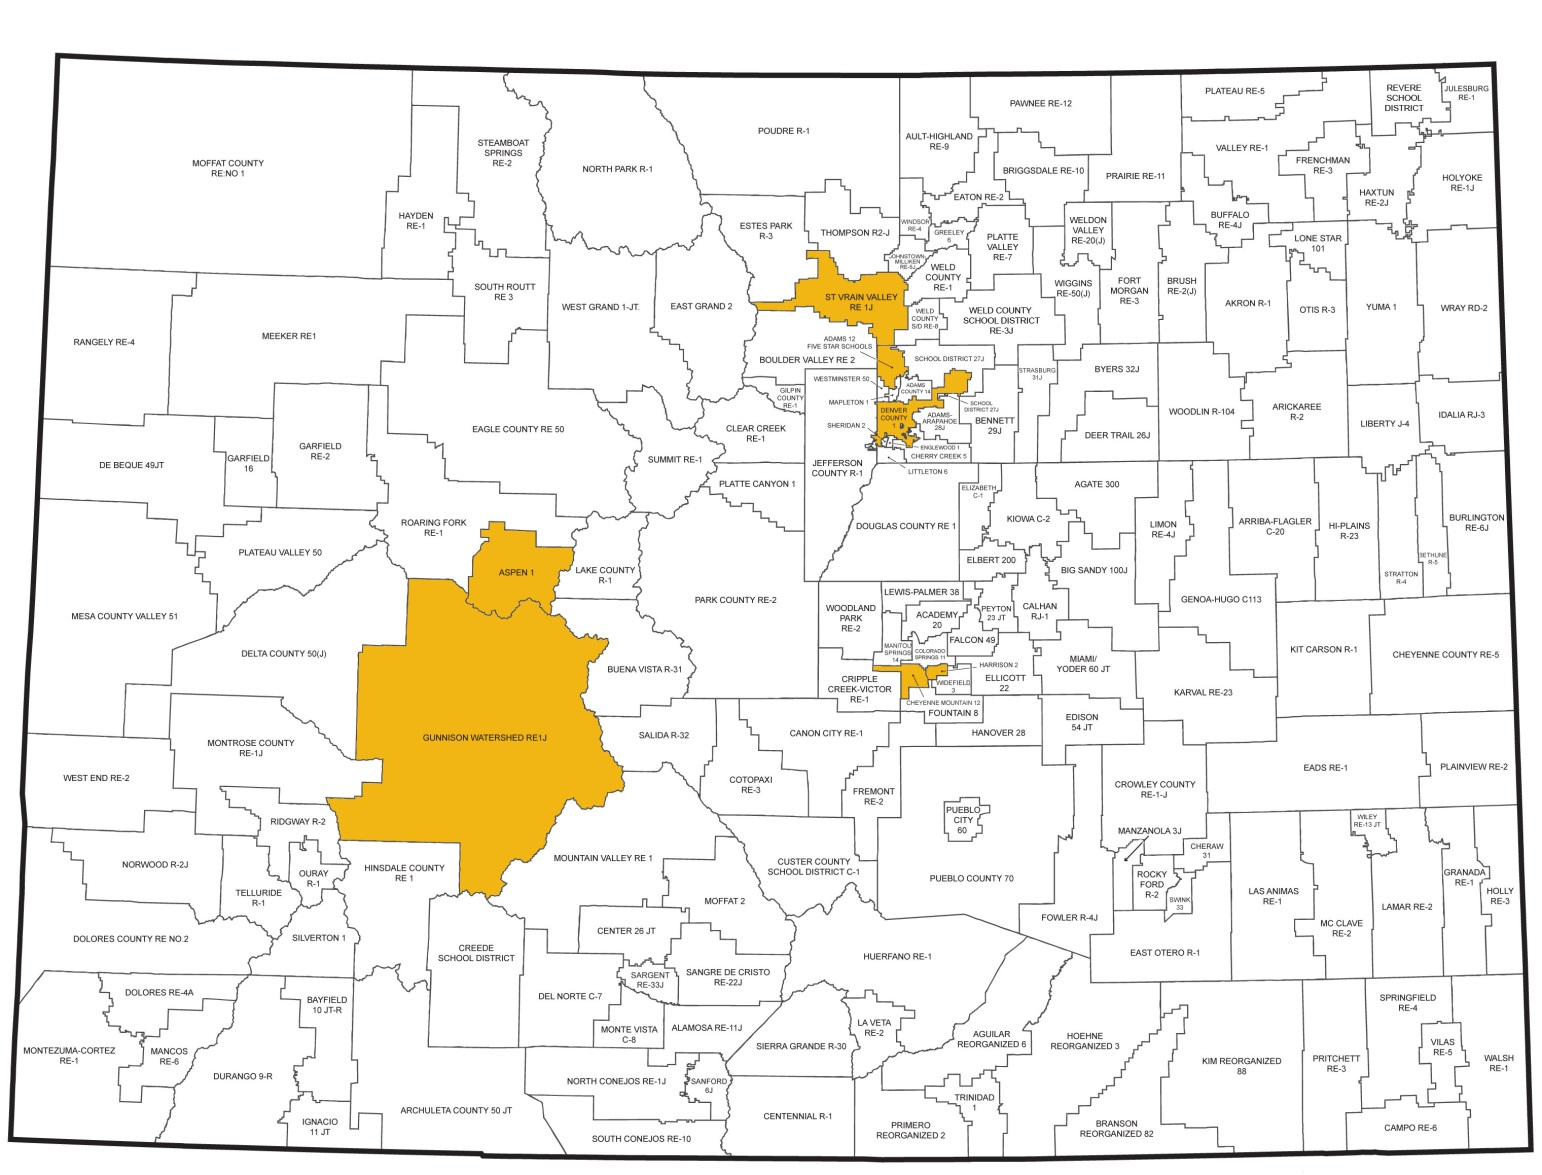 PLATEAU RE-5
REVERE
SCHOOL
DISTRICT
JULESBURG
RE-1
PAWNEE RE-12
POUDRE R-1
AULT-HIGHLAND
RE-9
STEAMBOAT
SPRINGS
RE-2
MOFFAT COUNTY
RE:NO 1
NORTH PARK R-1
BRIGGSDALE RE-10
PRAIRIE RE-11
VALLEY RE-1
FRENCHMAN
RE-3
HAXTUN
RE-2J
HOLYOKE
RE-1J
HAYDEN
RE-1
EATON RE-2
ESTES PARK
R-3
THOMPSON R2-J
WINDSOR
RE-4
GREELEY
6
PLATTE
VALLEY
RE-7
WELDON
VALLEY
RE-20(J)
BUFFALO
RE-4J
LONE STAR
101
JOHNSTOWN-
MILLIKEN
RE-5J
WELD
COUNTY
RE-1
SOUTH ROUTT
RE 3
WEST GRAND 1-JT.
EAST GRAND 2
ST VRAIN VALLEY
RE 1J
WIGGINS
RE-50(J)
FORT
MORGAN
RE-3
BRUSH
RE-2(J)
AKRON R-1
OTIS R-3
YUMA 1
WRAY RD-2
WELD
COUNTY
S/D RE-8
WELD COUNTY
SCHOOL DISTRICT
RE-3J
RANGELY RE-4
MEEKER RE1
ADAMS 12
FIVE STAR SCHOOLS
BOULDER VALLEY RE 2
SCHOOL DISTRICT 27J
STRASBURG
31J
BYERS 32J
WESTMINSTER 50
ADAMS
COUNTY 14
GILPIN
COUNTY
RE-1
MAPLETON 1
SCHOOL
DISTRICT 27J
DENVER
COUNTY
1
ADAMS-
ARAPAHOE
28J
BENNETT
29J
WOODLIN R-104
ARICKAREE
R-2
LIBERTY J-4
IDALIA RJ-3
EAGLE COUNTY RE 50
CLEAR CREEK
RE-1
SHERIDAN 2
DEER TRAIL 26J
ENGLEWOOD 1
CHERRY CREEK 5
GARFIELD
RE-2
GARFIELD
16
DE BEQUE 49JT
SUMMIT RE-1
JEFFERSON
COUNTY R-1
LITTLETON 6
PLATTE CANYON 1
ELIZABETH
C-1
AGATE 300
ROARING FORK
RE-1
DOUGLAS COUNTY RE 1
KIOWA C-2
LIMON
RE-4J
ARRIBA-FLAGLER
C-20
HI-PLAINS
R-23
BURLINGTON
RE-6J
PLATEAU VALLEY 50
ASPEN 1
LAKE COUNTY
R-1
ELBERT 200
BIG SANDY 100J
STRATTON
R-4
BETHUNE
R-5
PARK COUNTY RE-2
LEWIS-PALMER 38
GENOA-HUGO C113
MESA COUNTY VALLEY 51
WOODLAND
PARK
RE-2
ACADEMY
20
PEYTON
23 JT
CALHAN
RJ-1
FALCON 49
DELTA COUNTY 50(J)
BUENA VISTA R-31
MANITOU
SPRINGS
14
COLORADO
SPRINGS 11
HARRISON 2
MIAMI/
YODER 60 JT
KIT CARSON R-1
CHEYENNE COUNTY RE-5
CRIPPLE
CREEK-VICTOR
RE-1
WIDEFIELD
3
ELLICOTT
22
KARVAL RE-23
CHEYENNE MOUNTAIN 12
FOUNTAIN 8
EDISON
54 JT
GUNNISON WATERSHED RE1J
SALIDA R-32
CANON CITY RE-1
HANOVER 28
MONTROSE COUNTY
RE-1J
WEST END RE-2
COTOPAXI
RE-3
FREMONT
RE-2
CROWLEY COUNTY
RE-1-J
EADS RE-1
PLAINVIEW RE-2
PUEBLO
CITY
60
RIDGWAY R-2
WILEY
RE-13 JT
MANZANOLA 3J
CHERAW
31
NORWOOD R-2J
OURAY
R-1
HINSDALE COUNTY
RE 1
MOUNTAIN VALLEY RE 1
CUSTER COUNTY
SCHOOL DISTRICT C-1
PUEBLO COUNTY 70
ROCKY
FORD
R-2
SWINK
33
LAS ANIMAS
RE-1
GRANADA
RE-1
HOLLY
RE-3
TELLURIDE
R-1
MOFFAT 2
FOWLER R-4J
MC CLAVE
RE-2
LAMAR RE-2
DOLORES COUNTY RE NO.2
SILVERTON 1
CREEDE
SCHOOL DISTRICT
CENTER 26 JT
HUERFANO RE-1
EAST OTERO R-1
SARGENT
RE-33J
SANGRE DE CRISTO
RE-22J
DOLORES RE-4A
BAYFIELD
10 JT-R
DEL NORTE C-7
SPRINGFIELD
RE-4
MONTE VISTA
C-8
ALAMOSA RE-11J
LA VETA
RE-2
SIERRA GRANDE R-30
AGUILAR
REORGANIZED 6
HOEHNE
REORGANIZED 3
MONTEZUMA-CORTEZ
RE-1
MANCOS
RE-6
DURANGO 9-R
KIM REORGANIZED
88
PRITCHETT
RE-3
VILAS
RE-5
WALSH
RE-1
NORTH CONEJOS RE-1J
SANFORD
6J
TRINIDAD
1
ARCHULETA COUNTY 50 JT
IGNACIO
11 JT
CENTENNIAL R-1
PRIMERO
REORGANIZED 2
BRANSON
REORGANIZED 82
CAMPO RE-6
SOUTH CONEJOS RE-10